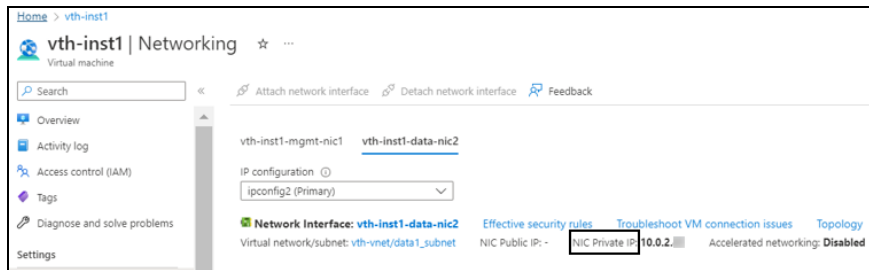 Home > vth-inst1
vth-inst1 | Networking ☆ ...
Virtual machine
Search «
Attach network interface Detach network interface Feedback
Overview
Activity log
Access control (IAM)
Tags
Diagnose and solve problems
Settings
vth-inst1-mgmt-nic1 vth-inst1-data-nic2
IP configuration
ipconfig2 (Primary)
Network Interface: vth-inst1-data-nic2 Effective security rules Troubleshoot VM connection issues Topology
Virtual network/subnet: vth-vnet/data1_subnet NIC Public IP: - NIC Private IP: 10.0.2. Accelerated networking: Disabled